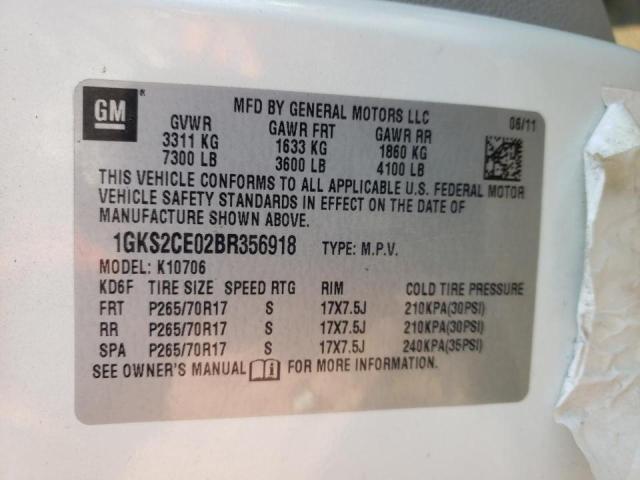 GM ®
MFD BY GENERAL MOTORS LLC
06/11
GVWR GAWR FRT GAWR RR
3311 KG 1633 KG 1860 KG
7300 LB 3600 LB 4100 LB
THIS VEHICLE CONFORMS TO ALL APPLICABLE U.S. FEDERAL MOTOR
VEHICLE SAFETY STANDARDS IN EFFECT ON THE DATE OF
MANUFACTURE SHOWN ABOVE.
1GKS2CE02BR356918 TYPE: M.P.V.
MODEL: K10706
KD6F TIRE SIZE SPEED RTG RIM COLD TIRE PRESSURE
FRT P265/70R17 S 17X7.5J 210KPA(30PSI)
RR P265/70R17 S 17X7.5J 210KPA(30PSI)
SPA P265/70R17 S 17X7.5J 240KPA(35PSI)
SEE OWNER'S MANUAL FOR MORE INFORMATION.